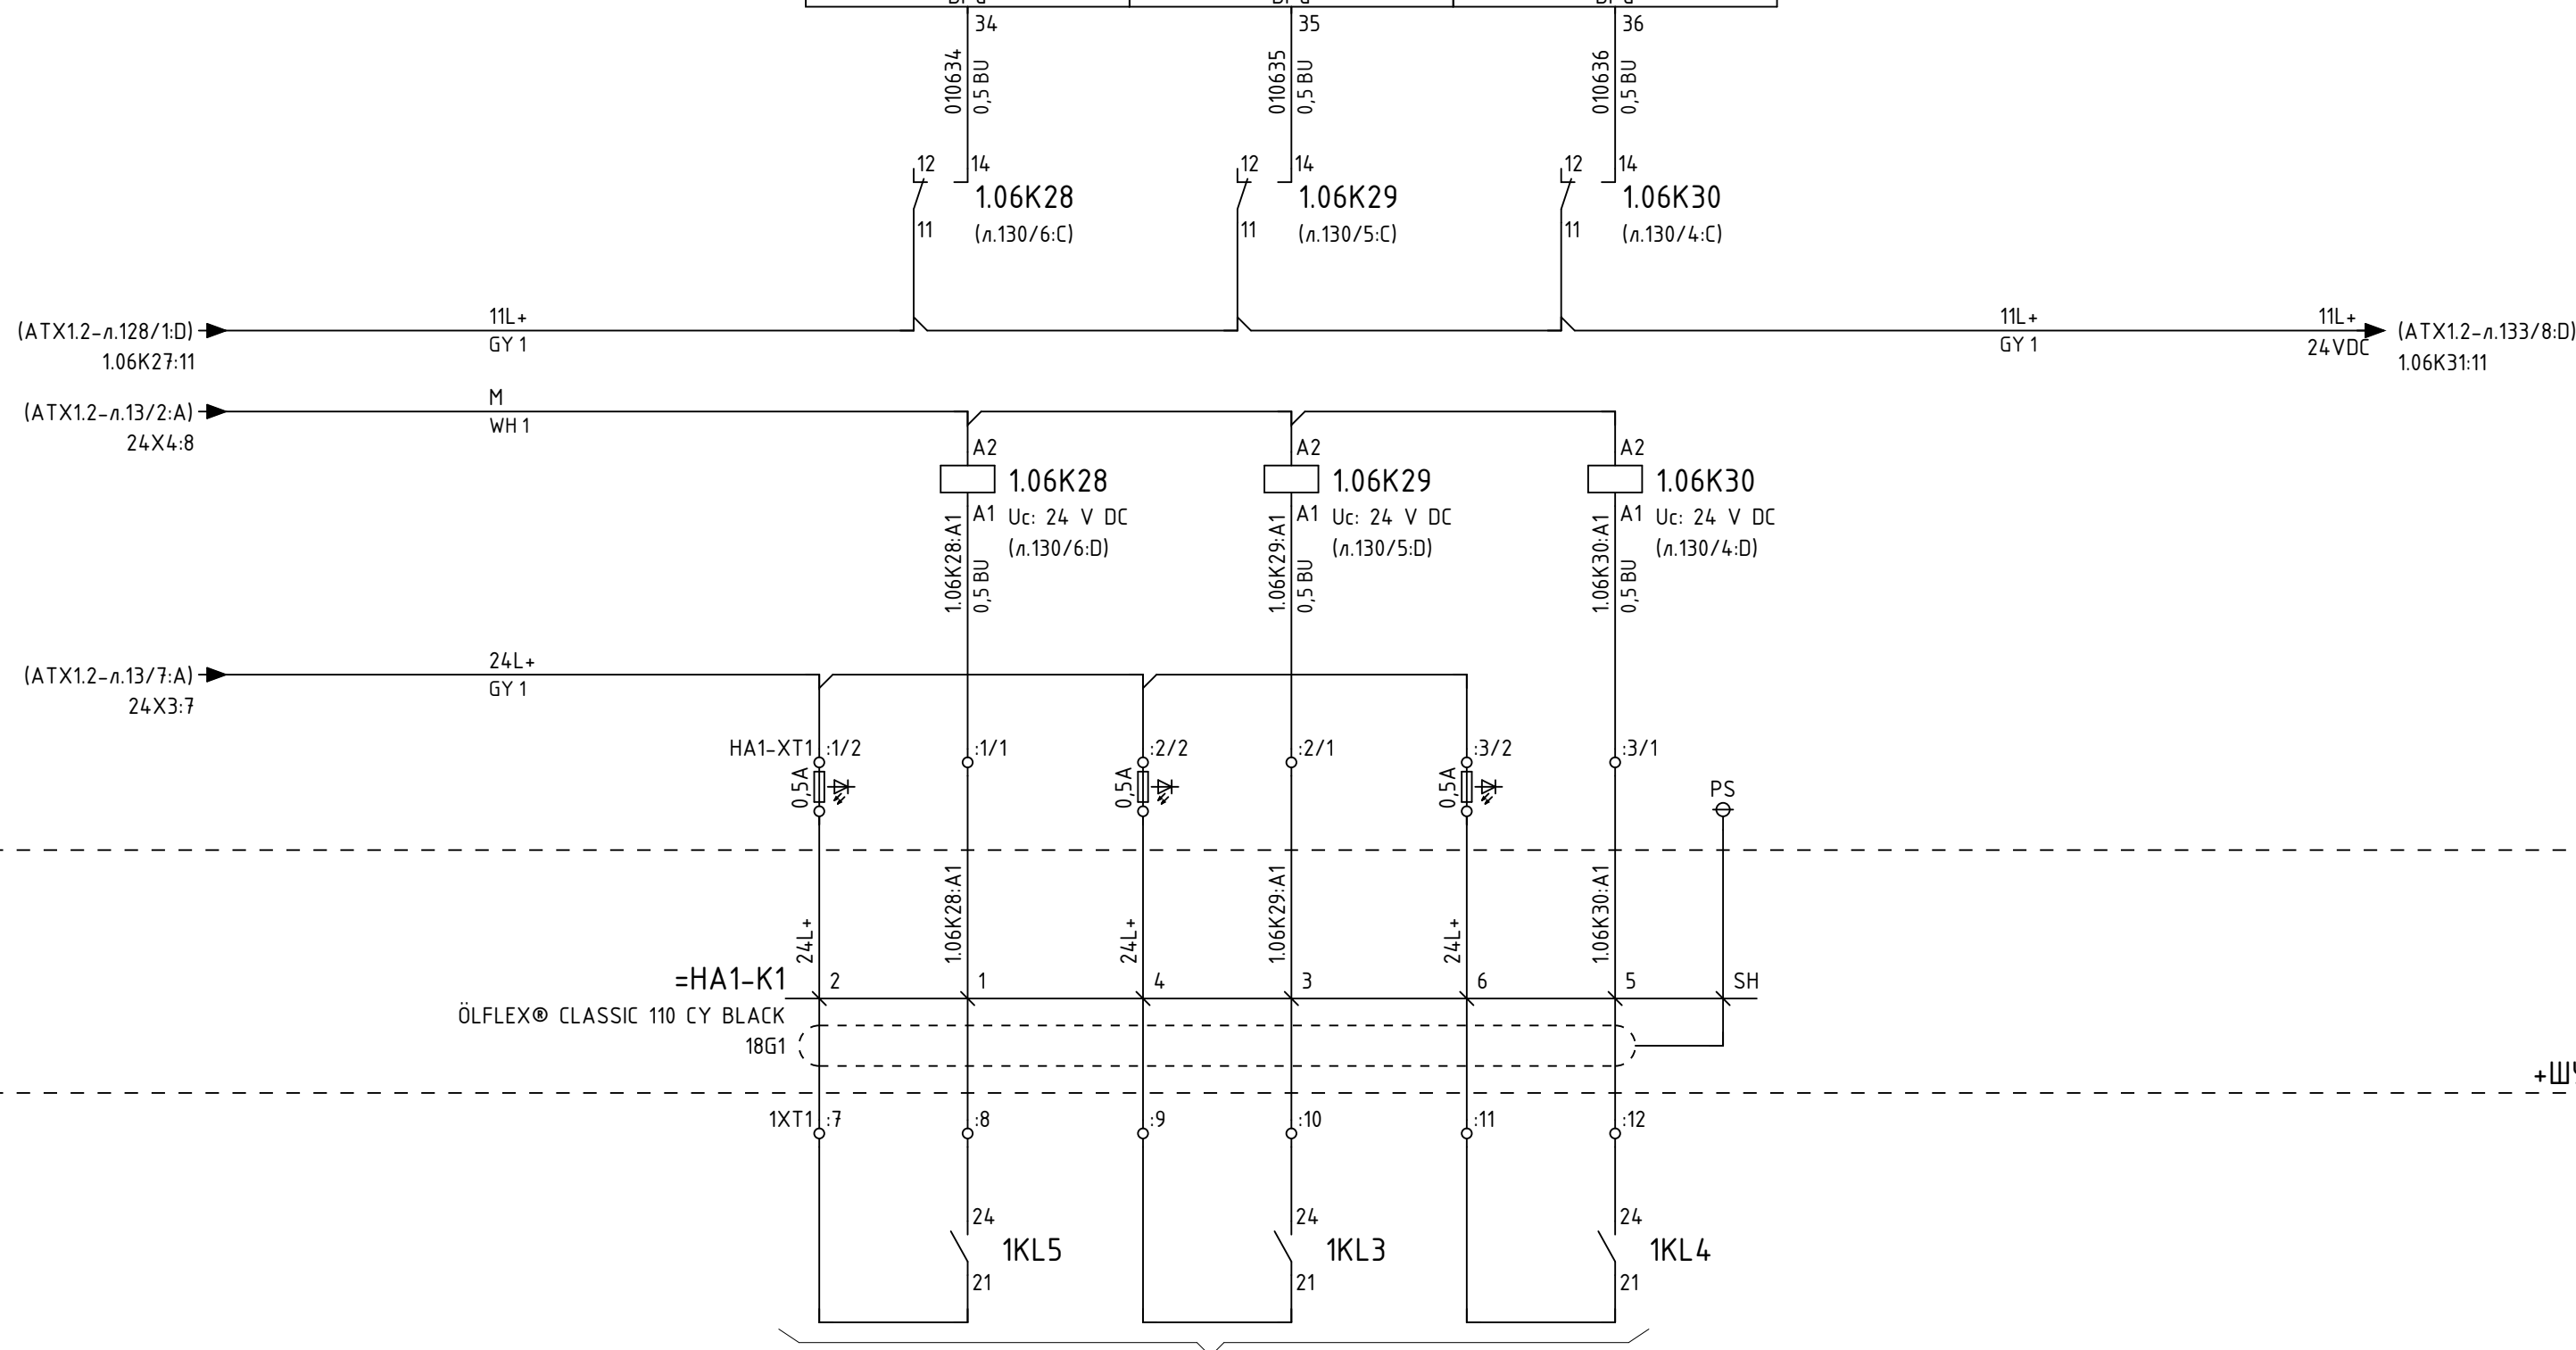 34 35 36
010634 0,5 BU 010635 0,5 BU 010636 0,5 BU
12 14 12 14 12 14
1.06K28 1.06K29 1.06K30
11 (л.130/6:C) 11 (л.130/5:C) 11 (л.130/4:C)
11L+ 11L+ 11L+
(ATX1.2-л.128/1:D) (ATX1.2-л.133/8:D)
GY 1 GY 1 24VDC
1.06K27:11 1.06K31:11
M
(ATX1.2-л.13/2:A)
WH 1
24X4:8
A2 A2 A2
1.06K28 1.06K29 1.06K30
A1 Uc: 24 V DC A1 Uc: 24 V DC A1 Uc: 24 V DC
(л.130/6:D) (л.130/5:D) (л.130/4:D)
1.06K28:A1 0,5 BU 1.06K29:A1 0,5 BU 1.06K30:A1 0,5 BU
24L+
(ATX1.2-л.13/7:A)
GY 1
24X3:7
HA1-XT1 :1/2 :1/1 :2/2 :2/1 :3/2 :3/1
0,5A 0,5A 0,5A PS
24L+ 1.06K28:A1 24L+ 1.06K29:A1 24L+ 1.06K30:A1
=HA1-K1 2 1 4 3 6 5 SH
ÖLFLEX® CLASSIC 110 CY BLACK
18G1
1XT1 :7 :8 :9 :10 :11 :12
24 24 24
1KL5 1KL3 1KL4
21 21 21